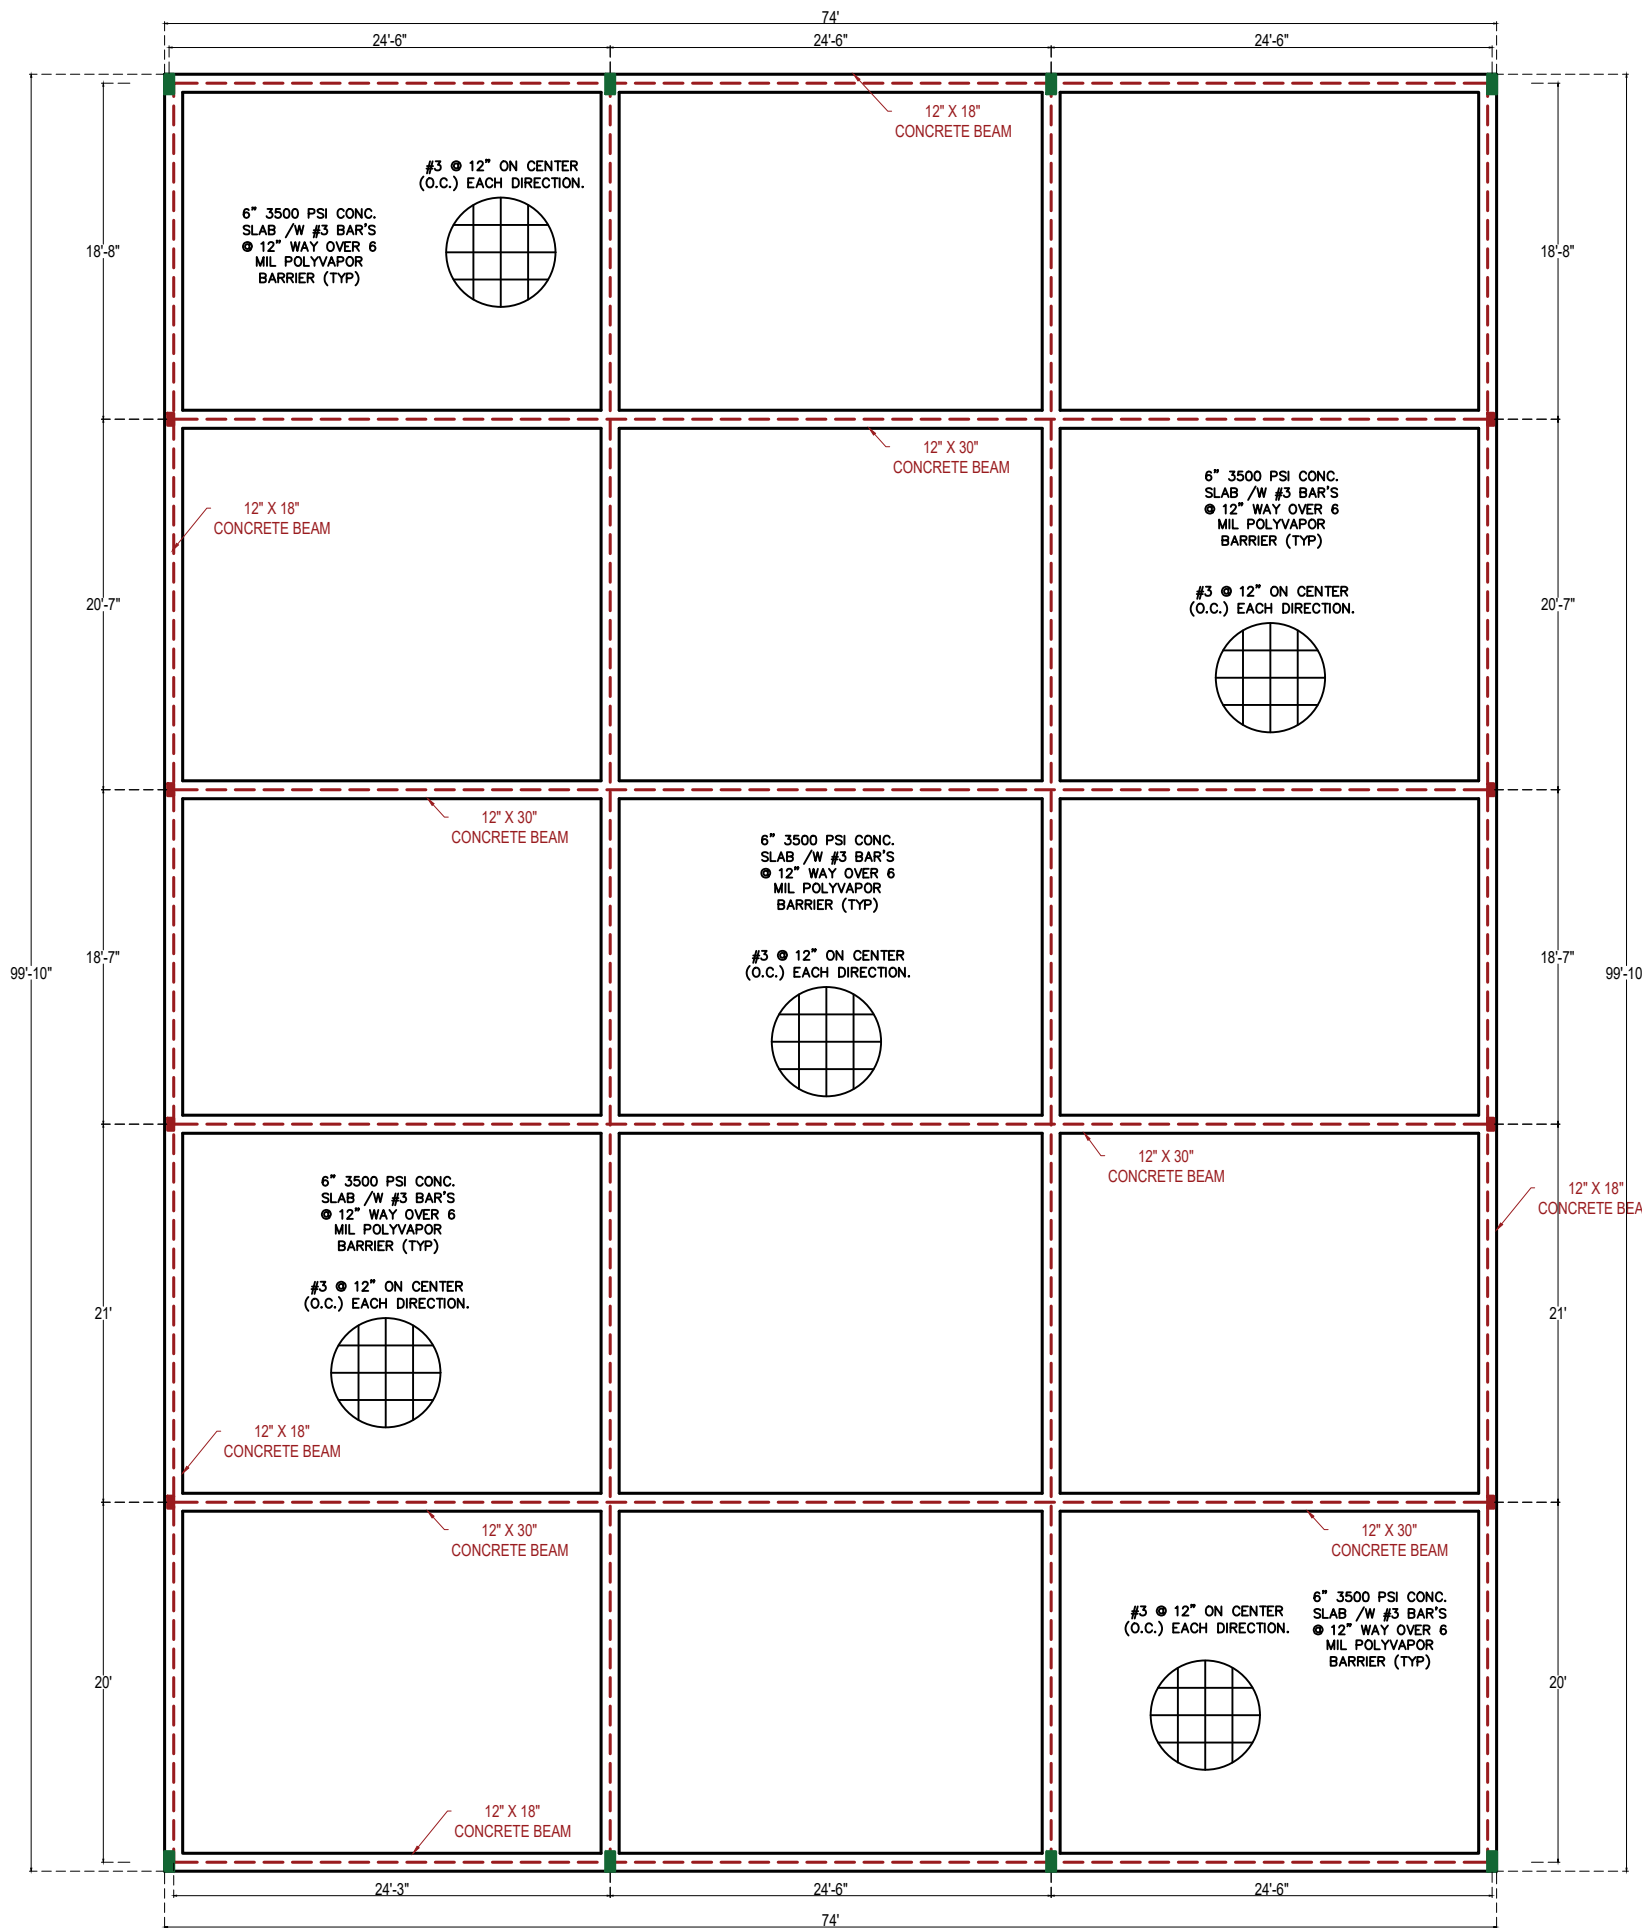 74'
24'-6"
24'-6"
24'-6"
12" X 18"
CONCRETE BEAM
#3 @ 12" ON CENTER
(O.C.) EACH DIRECTION.
6" 3500 PSI CONC.
SLAB /W #3 BAR'S
@ 12" WAY OVER 6
MIL POLYVAPOR
BARRIER (TYP)
18'-8"
18'-8"
12" X 30"
CONCRETE BEAM
6" 3500 PSI CONC.
SLAB /W #3 BAR'S
@ 12" WAY OVER 6
MIL POLYVAPOR
BARRIER (TYP)
12" X 18"
CONCRETE BEAM
#3 @ 12" ON CENTER
(O.C.) EACH DIRECTION.
20'-7"
20'-7"
12" X 30"
CONCRETE BEAM
6" 3500 PSI CONC.
SLAB /W #3 BAR'S
@ 12" WAY OVER 6
MIL POLYVAPOR
BARRIER (TYP)
#3 @ 12" ON CENTER
(O.C.) EACH DIRECTION.
18'-7"
18'-7"
99'-10"
99'-10
12" X 30"
CONCRETE BEAM
6" 3500 PSI CONC.
SLAB /W #3 BAR'S
@ 12" WAY OVER 6
MIL POLYVAPOR
BARRIER (TYP)
12" X 18"
CONCRETE BEA
#3 @ 12" ON CENTER
(O.C.) EACH DIRECTION.
21'
21'
12" X 18"
CONCRETE BEAM
12" X 30"
CONCRETE BEAM
12" X 30"
CONCRETE BEAM
#3 @ 12" ON CENTER
(O.C.) EACH DIRECTION.
6" 3500 PSI CONC.
SLAB /W #3 BAR'S
@ 12" WAY OVER 6
MIL POLYVAPOR
BARRIER (TYP)
20'
20'
12" X 18"
CONCRETE BEAM
24'-3"
24'-6"
24'-6"
74'